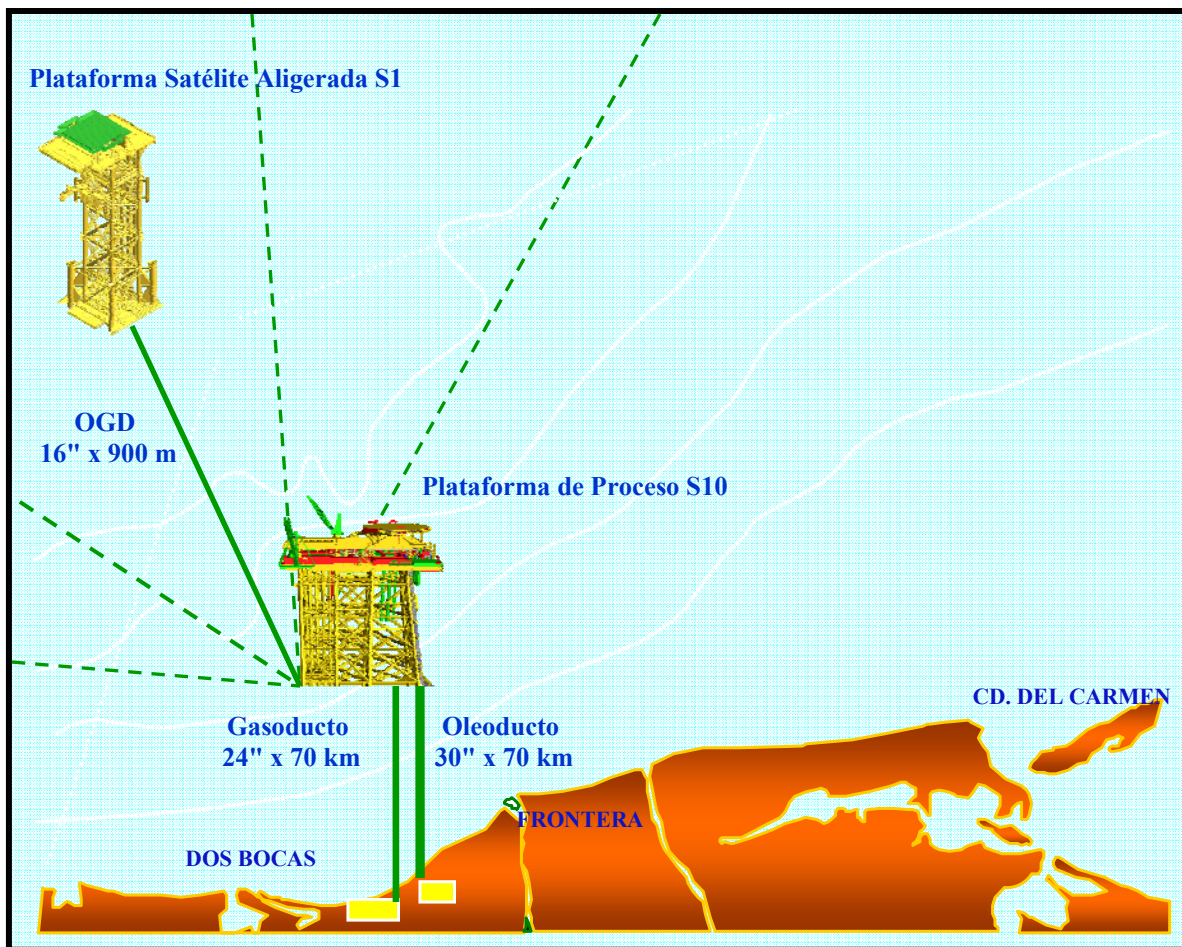 Plataforma Satélite Aligerada S1
OGD
16" x 900 m
Plataforma de Proceso S10
Gasoducto
24" x 70 km
Oleoducto
30" x 70 km
CD. DEL CARMEN
FRONTERA
DOS BOCAS